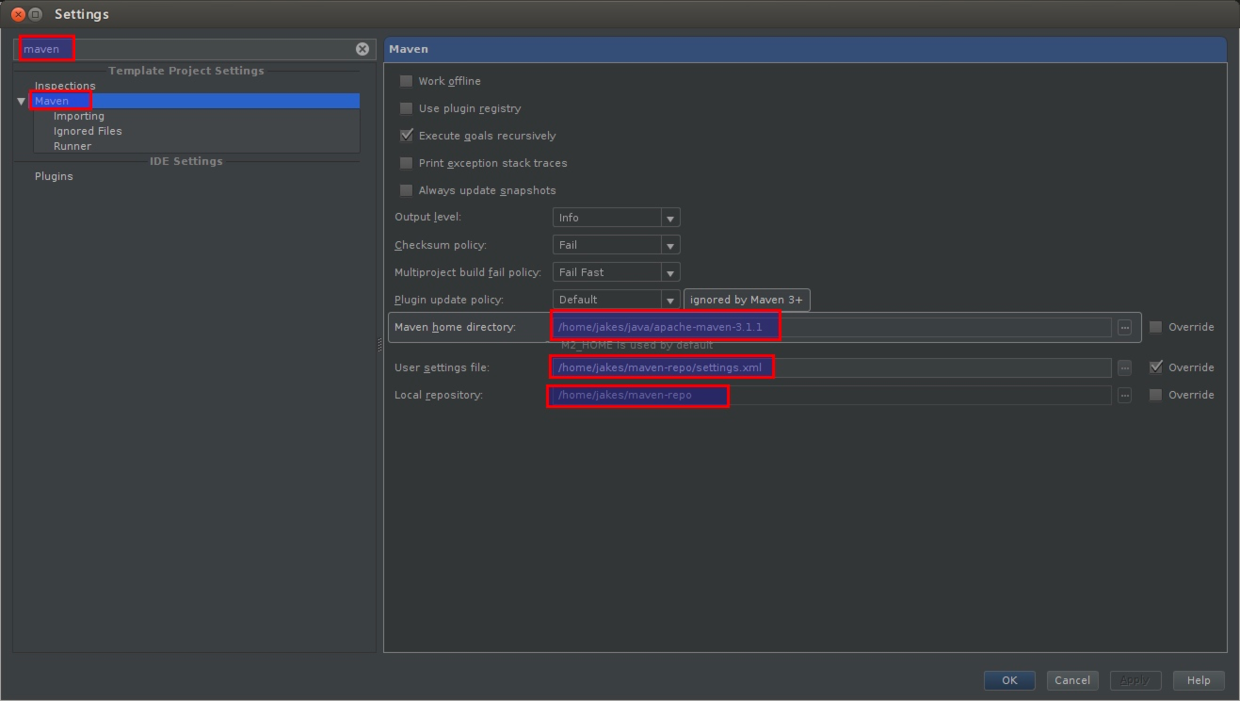 Settings
maven
Template Project Settings
Inspections
Maven
Importing
Ignored Files
Runner
IDE Settings
Plugins
Maven
Work offline
Use plugin registry
Execute goals recursively
Print exception stack traces
Always update snapshots
Output level: Info
Checksum policy: Fail
Multiproject build fail policy: Fail Fast
Plugin update policy: Default ignored by Maven 3+
Maven home directory: /home/jakes/java/apache-maven-3.1.1 ... Override
M2_HOME is used by default
User settings file: /home/jakes/maven-repo/settings.xml ... Override
Local repository: /home/jakes/maven-repo ... Override
OK Cancel Apply Help